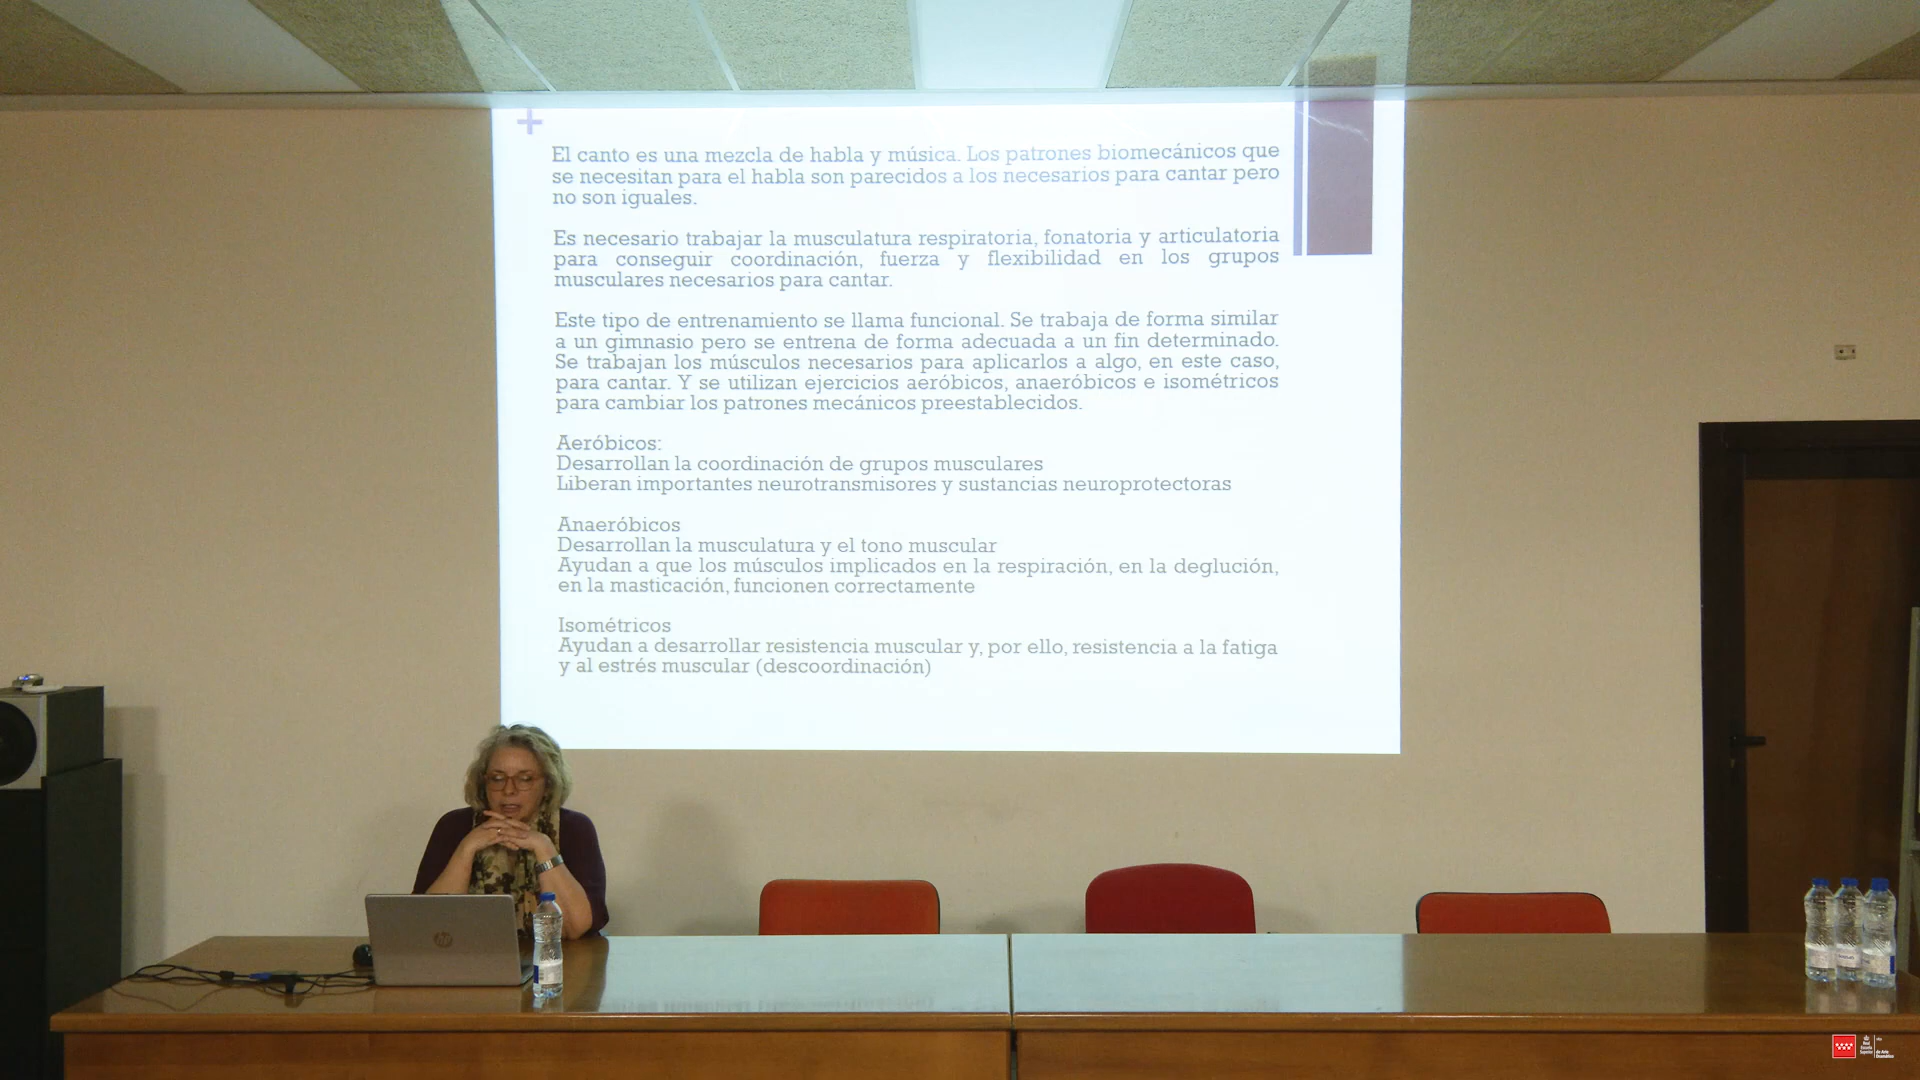 +
El canto es una mezcla de habla y música. Los patrones biomecánicos que
se necesitan para el habla son parecidos a los necesarios para cantar pero
no son iguales.
Es necesario trabajar la musculatura respiratoria, fonatoria y articulatoria
para conseguir coordinación, fuerza y flexibilidad en los grupos
musculares necesarios para cantar.
Este tipo de entrenamiento se llama funcional. Se trabaja de forma similar
a un gimnasio pero se entrena de forma adecuada a un fin determinado.
Se trabajan los músculos necesarios para aplicarlos a algo, en este caso,
para cantar. Y se utilizan ejercicios aeróbicos, anaeróbicos e isométricos
para cambiar los patrones mecánicos preestablecidos.
Aeróbicos:
Desarrollan la coordinación de grupos musculares
Liberan importantes neurotransmisores y sustancias neuroprotectoras
Anaeróbicos
Desarrollan la musculatura y el tono muscular
Ayudan a que los músculos implicados en la respiración, en la deglución,
en la masticación, funcionen correctamente
Isométricos
Ayudan a desarrollar resistencia muscular y, por ello, resistencia a la fatiga
y al estrés muscular (descoordinación)
hp
Real
Escuela
Superior
de Arte
Dramático